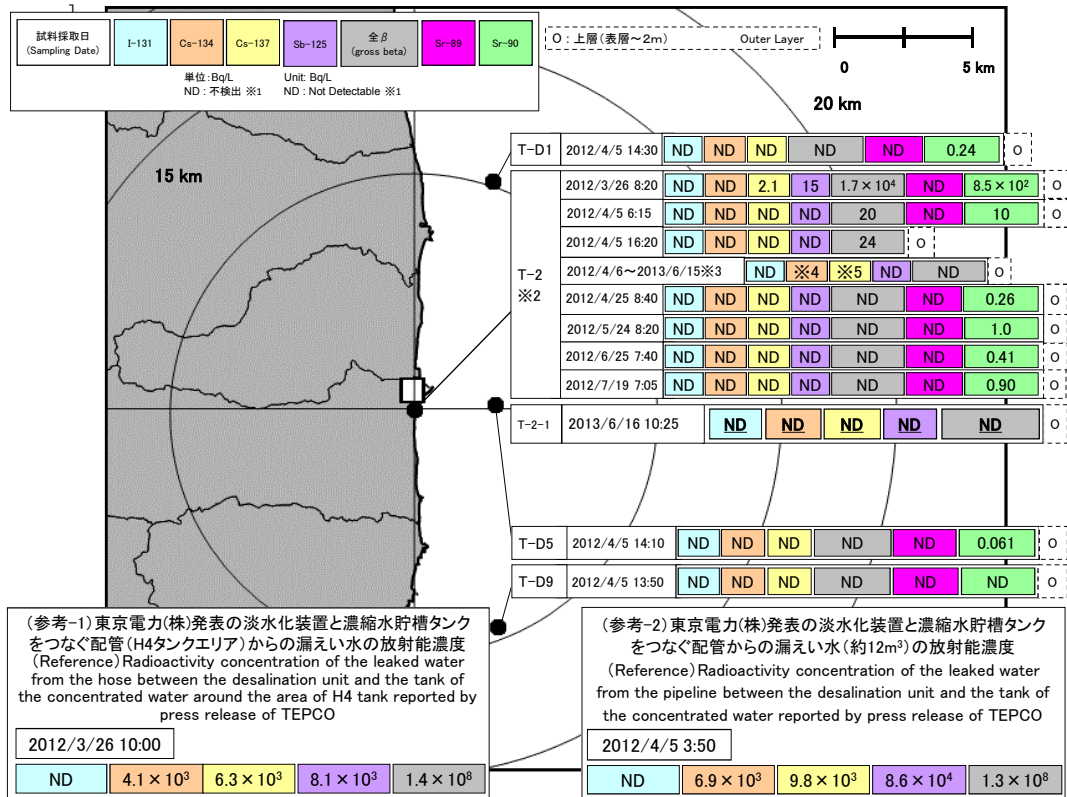 1
試料採取日
(Sampling Date)
I-131
Cs-134
Cs-137
Sb-125
全β
(gross beta)
Sr-89
Sr-90
単位:Bq/L
Unit: Bq/L
ND : 不検出 ※1
ND : Not Detectable ※1
O : 上層(表層~2m)
Outer Layer
0
5 km
20 km
15 km
T-D1 2012/4/5 14:30 ND ND ND ND ND 0.24 O
T-2
※2
2012/3/26 8:20 ND ND 2.1 15 1.7 × 10⁴ ND 8.5 × 10² O
2012/4/5 6:15 ND ND ND ND 20 ND 10 O
2012/4/5 16:20 ND ND ND ND 24 O
2012/4/6~2013/6/15※3 ND ※4 ※5 ND ND O
2012/4/25 8:40 ND ND ND ND ND ND 0.26 O
2012/5/24 8:20 ND ND ND ND ND ND 1.0 O
2012/6/25 7:40 ND ND ND ND ND ND 0.41 O
2012/7/19 7:05 ND ND ND ND ND ND 0.90 O
T-2-1 2013/6/16 10:25 ND ND ND ND ND O
T-D5 2012/4/5 14:10 ND ND ND ND ND 0.061 O
T-D9 2012/4/5 13:50 ND ND ND ND ND ND O
(参考-1)東京電力(株)発表の淡水化装置と濃縮水貯槽タンク
をつなぐ配管(H4タンクエリア)からの漏えい水の放射能濃度
(Reference) Radioactivity concentration of the leaked water
from the hose between the desalination unit and the tank of
the concentrated water around the area of H4 tank reported by
press release of TEPCO
2012/3/26 10:00
ND 4.1 × 10³ 6.3 × 10³ 8.1 × 10³ 1.4 × 10⁸
(参考-2)東京電力(株)発表の淡水化装置と濃縮水貯槽タンク
をつなぐ配管からの漏えい水(約12m³)の放射能濃度
(Reference) Radioactivity concentration of the leaked water
from the pipeline between the desalination unit and the tank of
the concentrated water reported by press release of TEPCO
2012/4/5 3:50
ND 6.9 × 10³ 9.8 × 10³ 8.6 × 10⁴ 1.3 × 10⁸